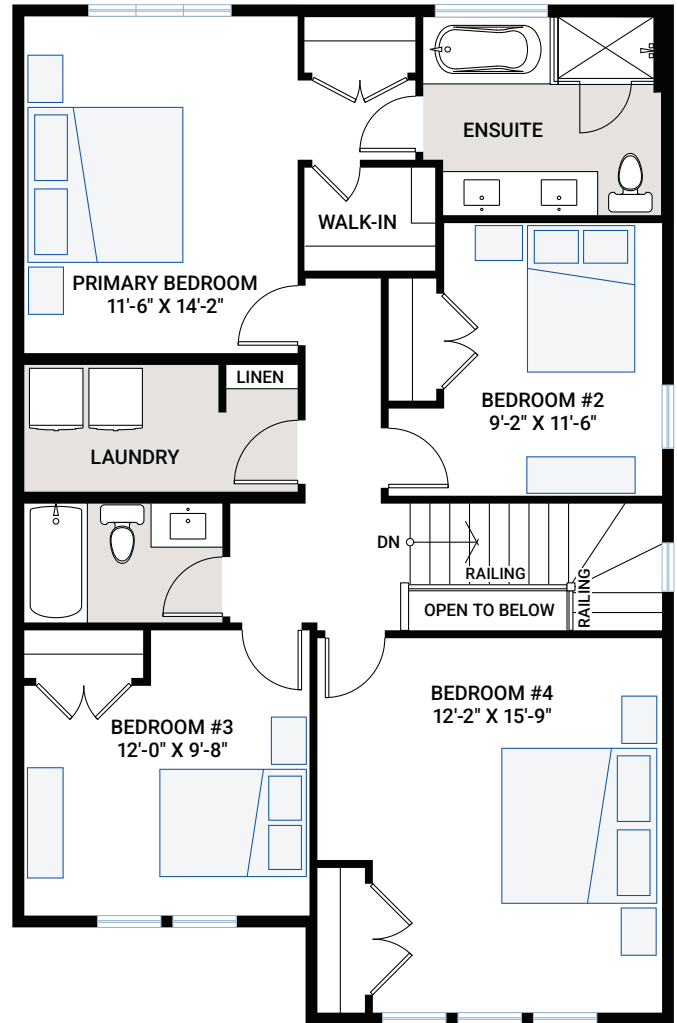 ENSUITE
WALK-IN
PRIMARY BEDROOM
11'-6" X 14'-2"
LINEN
BEDROOM #2
9'-2" X 11'-6"
LAUNDRY
DN
RAILING
RAILING
OPEN TO BELOW
BEDROOM #4
12'-2" X 15'-9"
BEDROOM #3
12'-0" X 9'-8"